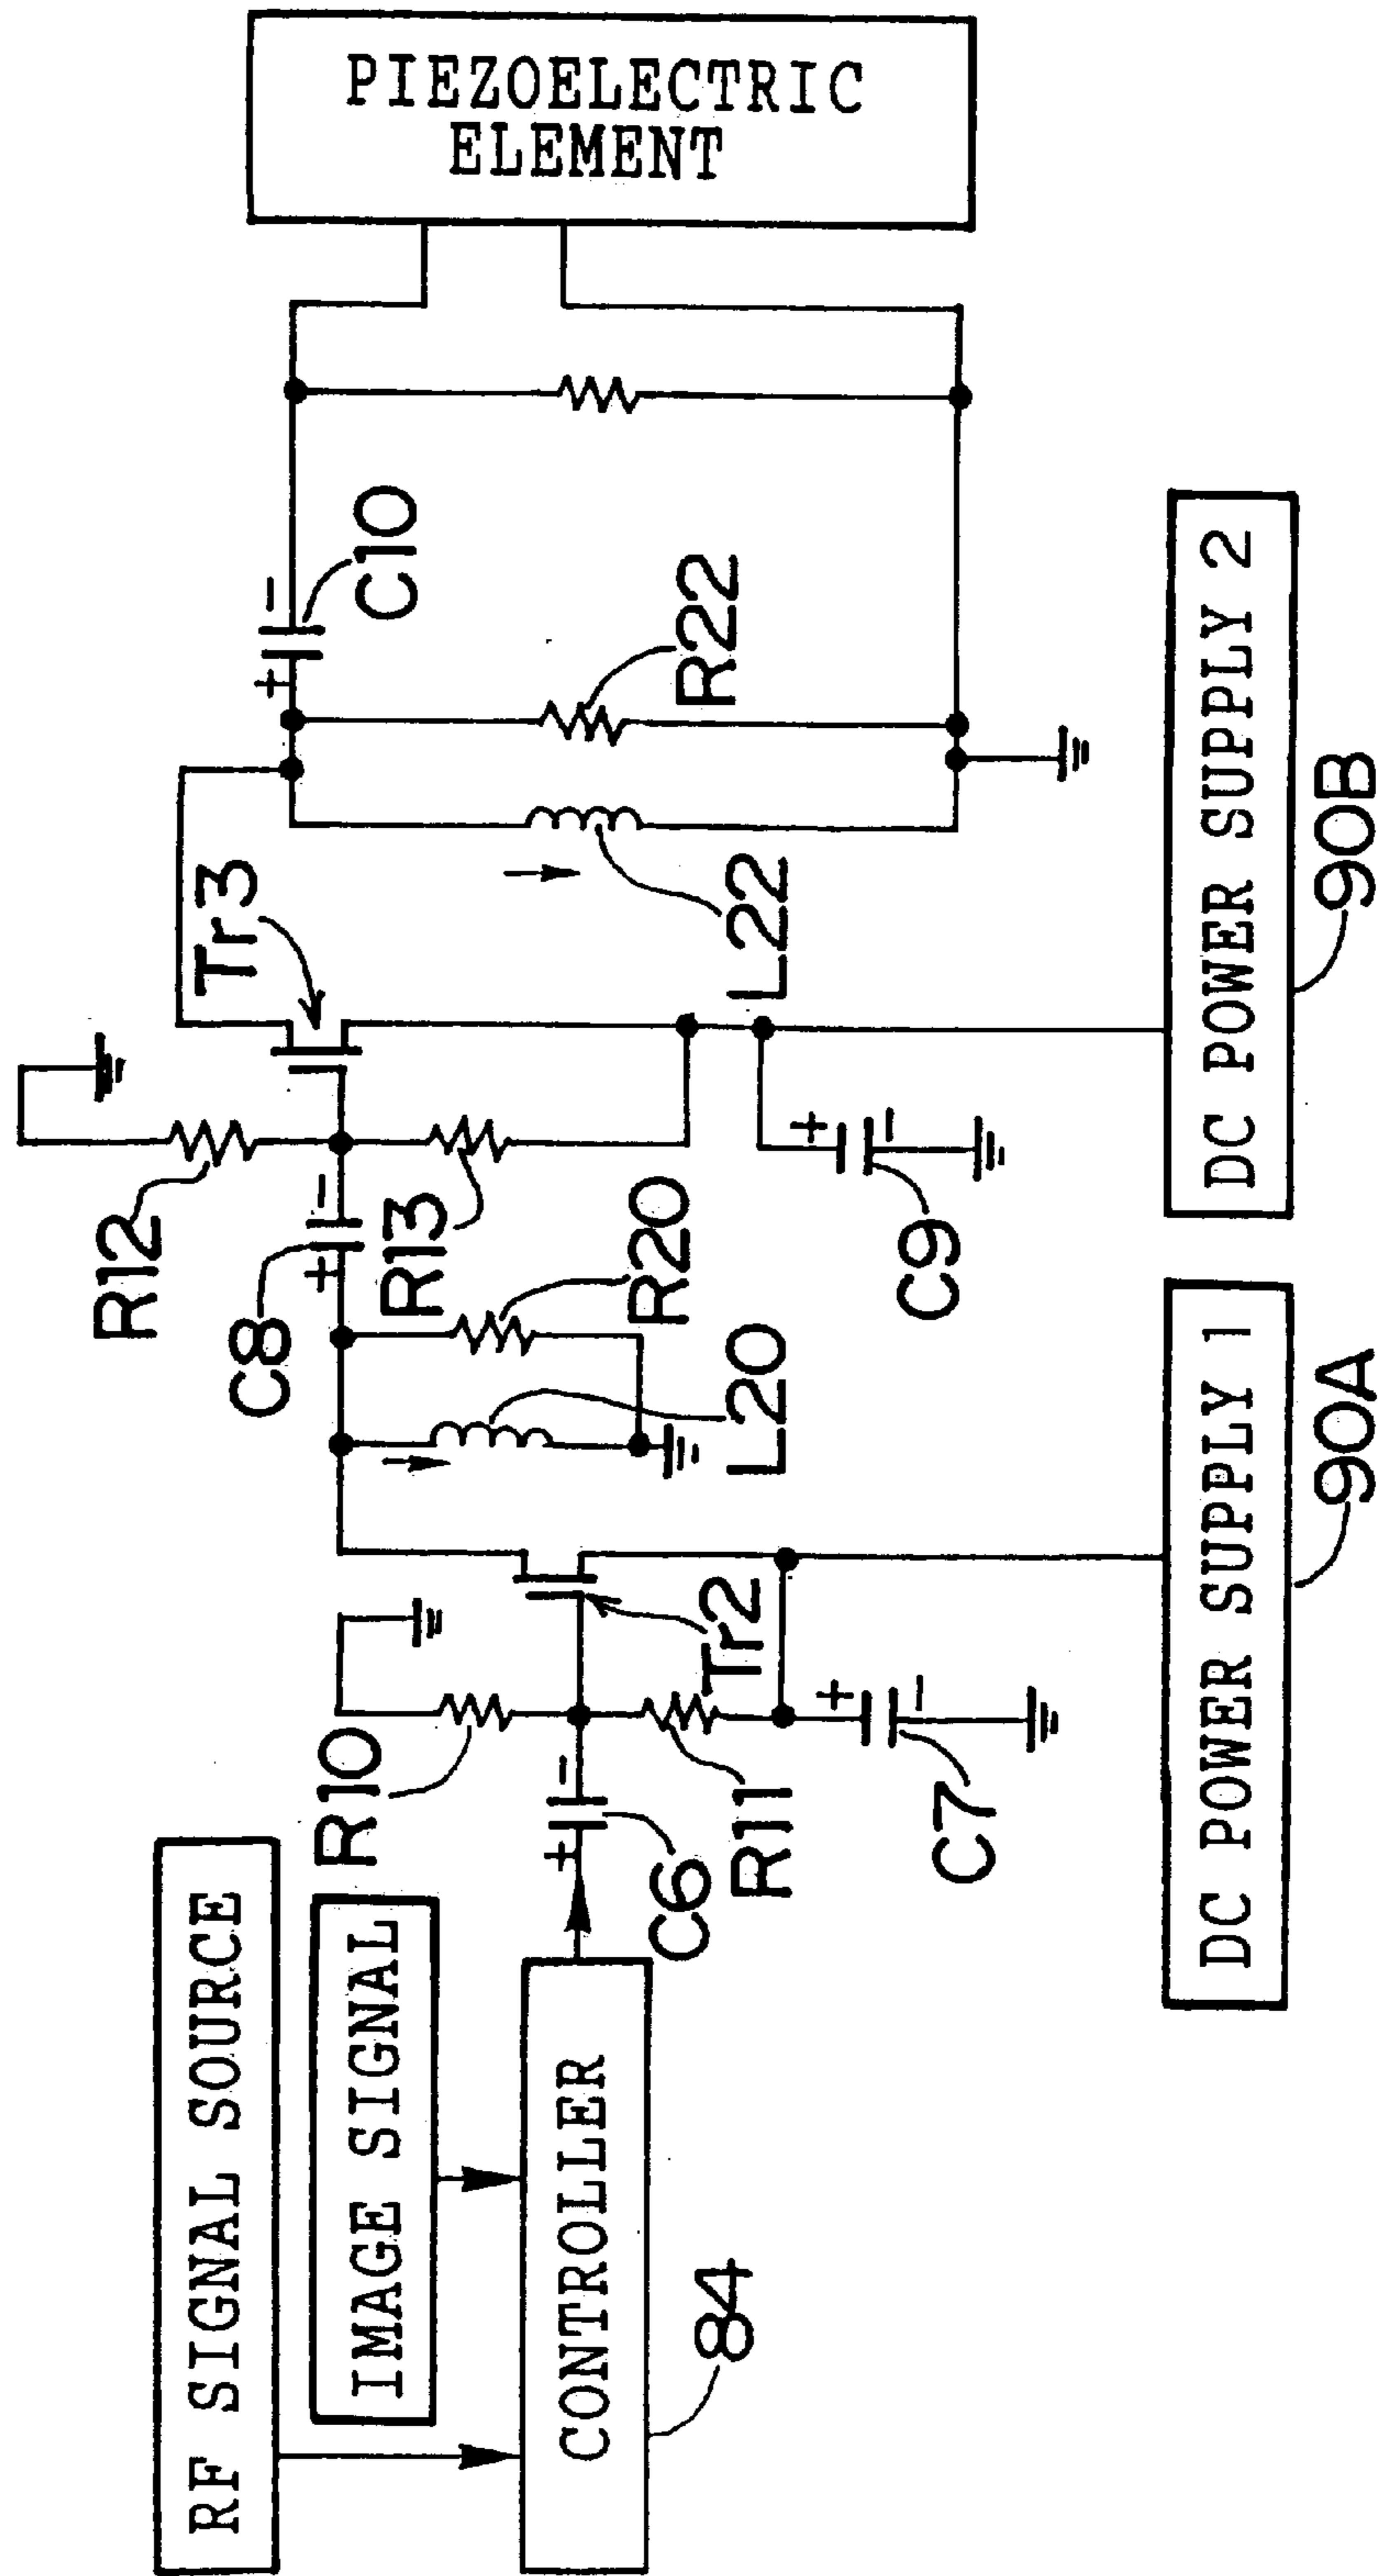 PIEZOELECTRIC
ELEMENT
C10
R22
Tr3
L22
R12
C8
R13
R20
L20
C9
DC POWER SUPPLY 2
90B
RF SIGNAL SOURCE
IMAGE SIGNAL
CONTROLLER
84
R10
C6
R11
Tr2
C7
DC POWER SUPPLY 1
90A
+
−
+
−
+
−
+
−
+
−